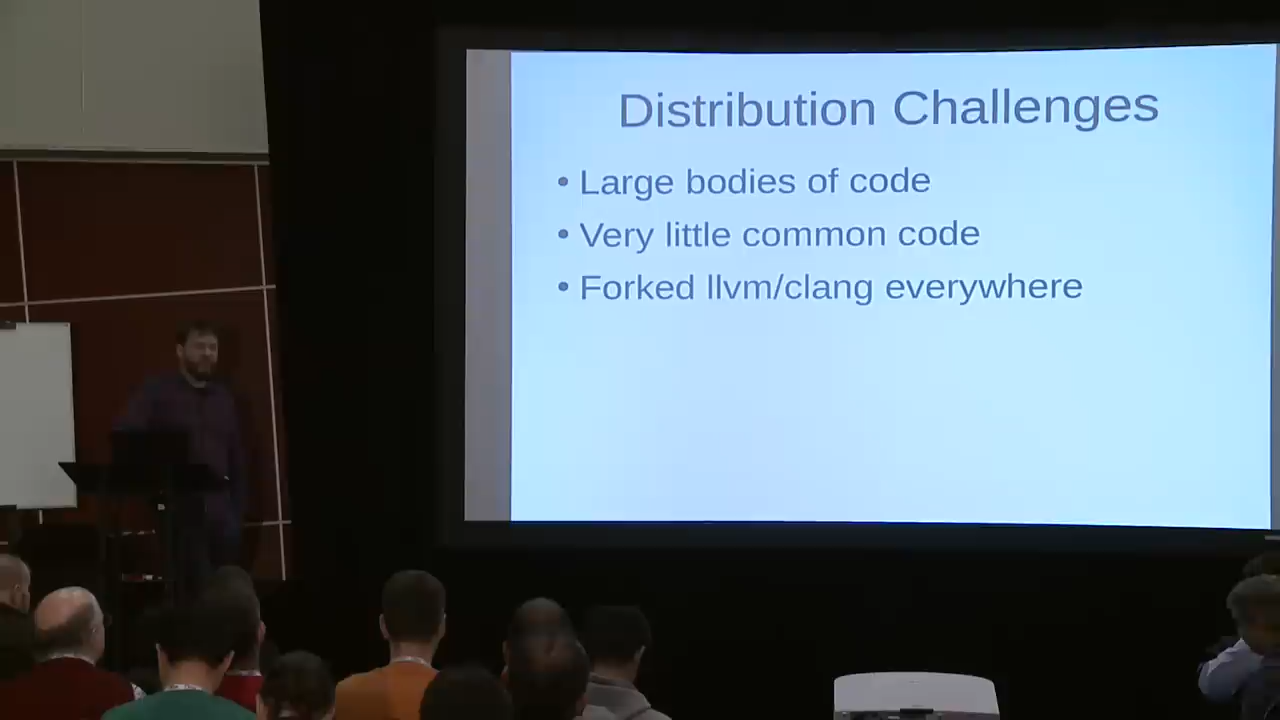 Distribution Challenges
• Large bodies of code
• Very little common code
• Forked llvm/clang everywhere